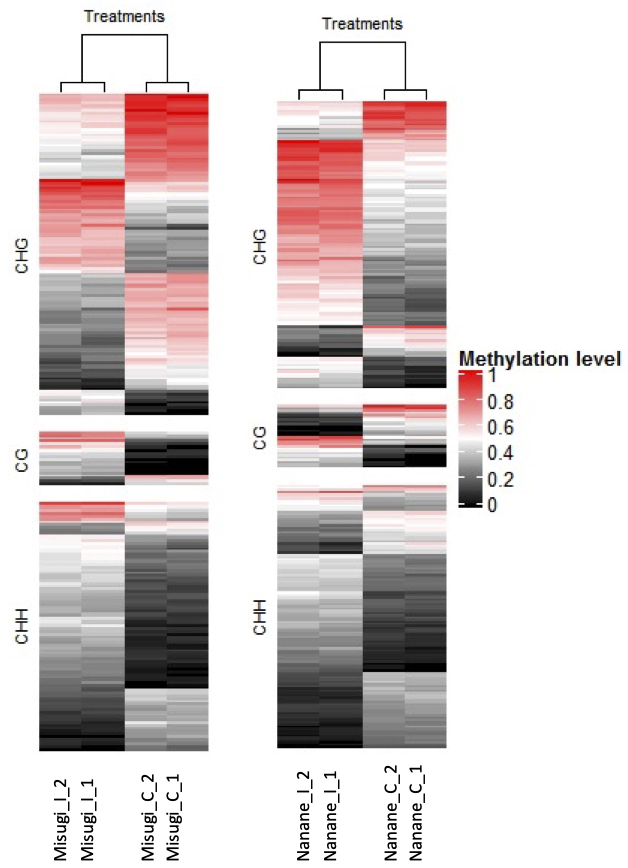 Treatments
Treatments
CHG
CG
CHH
CHG
CG
CHH
Methylation level
1
0.8
0.6
0.4
0.2
0
Misugi_I_2
Misugi_I_1
Misugi_C_2
Misugi_C_1
Nanane_I_2
Nanane_I_1
Nanane_C_2
Nanane_C_1